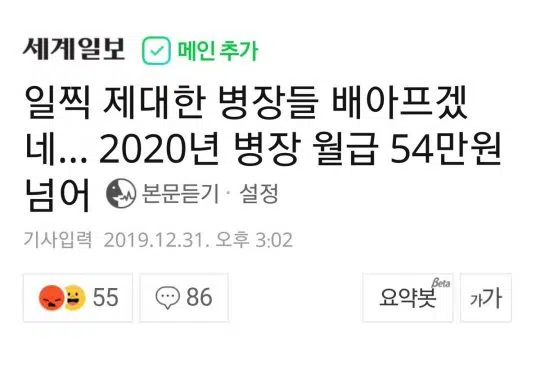 세계일보 메인 추가
일찍 제대한 병장들 배아프겠
네... 2020년 병장 월급 54만원
넘어 본문듣기 · 설정
기사입력 2019.12.31. 오후 3:02
55 86 요약봇 Beta 가가